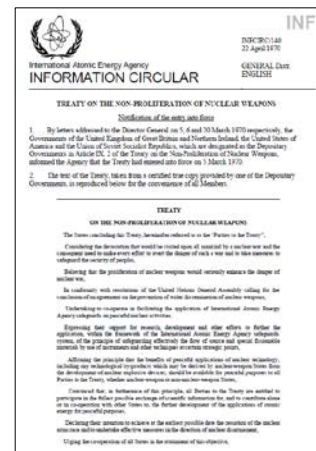 INF
INFCIRC/140
22 April 1970
International Atomic Energy Agency
INFORMATION CIRCULAR
GENERAL Distr.
ENGLISH
TREATY ON THE NON-PROLIFERATION OF NUCLEAR WEAPONS
Notification of the entry into force
1. By letters addressed to the Director General on 5, 6 and 20 March 1970 respectively, the
Governments of the United Kingdom of Great Britain and Northern Ireland, the United States of
America and the Union of Soviet Socialist Republics, which are designated as the Depositary
Governments in Article IX. 2 of the Treaty on the Non-Proliferation of Nuclear Weapons,
informed the Agency that the Treaty had entered into force on 5 March 1970.
2. The text of the Treaty, taken from a certified true copy provided by one of the Depositary
Governments, is reproduced below for the convenience of all Members.
TREATY
ON THE NON-PROLIFERATION OF NUCLEAR WEAPONS
The States concluding this Treaty, hereinafter referred to as the "Parties to the Treaty",
Considering the devastation that would be visited upon all mankind by a nuclear war and the
consequent need to make every effort to avert the danger of such a war and to take measures to
safeguard the security of peoples,
Believing that the proliferation of nuclear weapons would seriously enhance the danger of
nuclear war,
In conformity with resolutions of the United Nations General Assembly calling for the
conclusion of an agreement on the prevention of wider dissemination of nuclear weapons,
Undertaking to co-operate in facilitating the application of International Atomic Energy
Agency safeguards on peaceful nuclear activities,
Expressing their support for research, development and other efforts to further the
application, within the framework of the International Atomic Energy Agency safeguards
system, of the principle of safeguarding effectively the flow of source and special fissionable
materials by use of instruments and other techniques at certain strategic points,
Affirming the principle that the benefits of peaceful applications of nuclear technology,
including any technological by-products which may be derived by nuclear-weapon States from
the development of nuclear explosive devices, should be available for peaceful purposes to all
Parties to the Treaty, whether nuclear-weapon or non-nuclear-weapon States,
Convinced that, in furtherance of this principle, all Parties to the Treaty are entitled to
participate in the fullest possible exchange of scientific information for, and to contribute alone
or in co-operation with other States to, the further development of the applications of atomic
energy for peaceful purposes,
Declaring their intention to achieve at the earliest possible date the cessation of the nuclear
arms race and to undertake effective measures in the direction of nuclear disarmament,
Urging the co-operation of all States in the attainment of this objective,